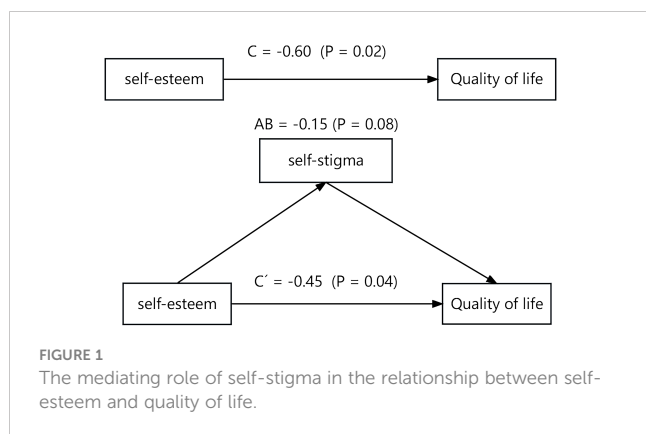 C = -0.60 (P = 0.02)
self-esteem
Quality of life
AB = -0.15 (P = 0.08)
self-stigma
C´ = -0.45 (P = 0.04)
self-esteem
Quality of life
FIGURE 1
The mediating role of self-stigma in the relationship between self-
esteem and quality of life.